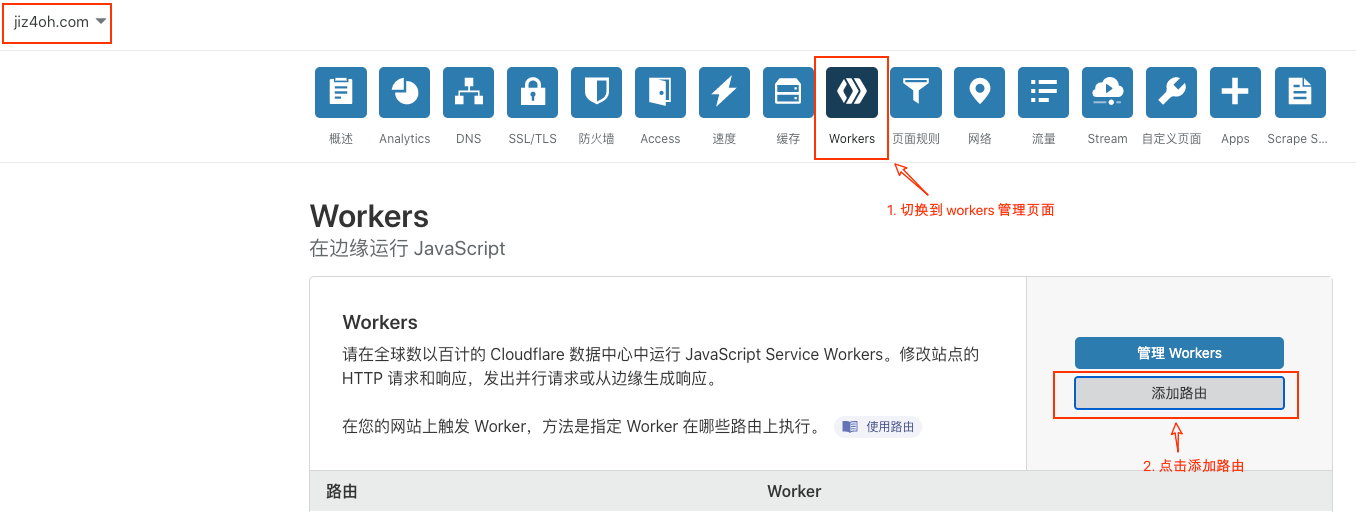 jiz4oh.com
概述 Analytics DNS SSL/TLS 防火墙 Access 速度 缓存 Workers 页面规则 网络 流量 Stream 自定义页面 Apps Scrape S...
1. 切换到 workers 管理页面
Workers
在边缘运行 JavaScript
Workers
请在全球数以百计的 Cloudflare 数据中心中运行 JavaScript Service Workers。修改站点的
HTTP 请求和响应，发出并行请求或从边缘生成响应。
在您的网站上触发 Worker，方法是指定 Worker 在哪些路由上执行。 使用路由
管理 Workers
添加路由
2. 点击添加路由
路由 Worker